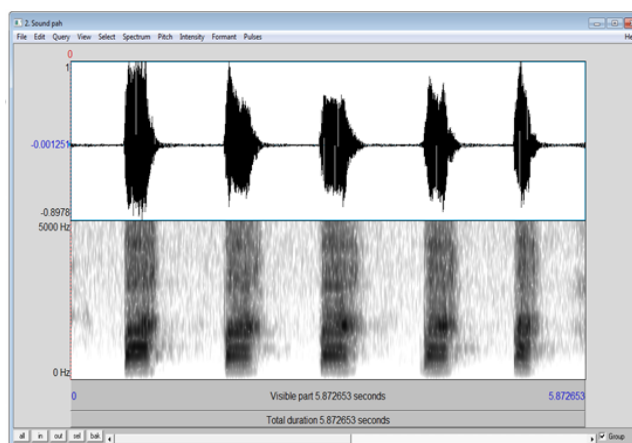 2. Sound pah
File Edit Query View Select Spectrum Pitch Intensity Formant Pulses He
0
1
-0.001251
-0.8978
5000 Hz
0 Hz
0 Visible part 5.872653 seconds 5.872653
Total duration 5.872653 seconds
all in out sel bak Group